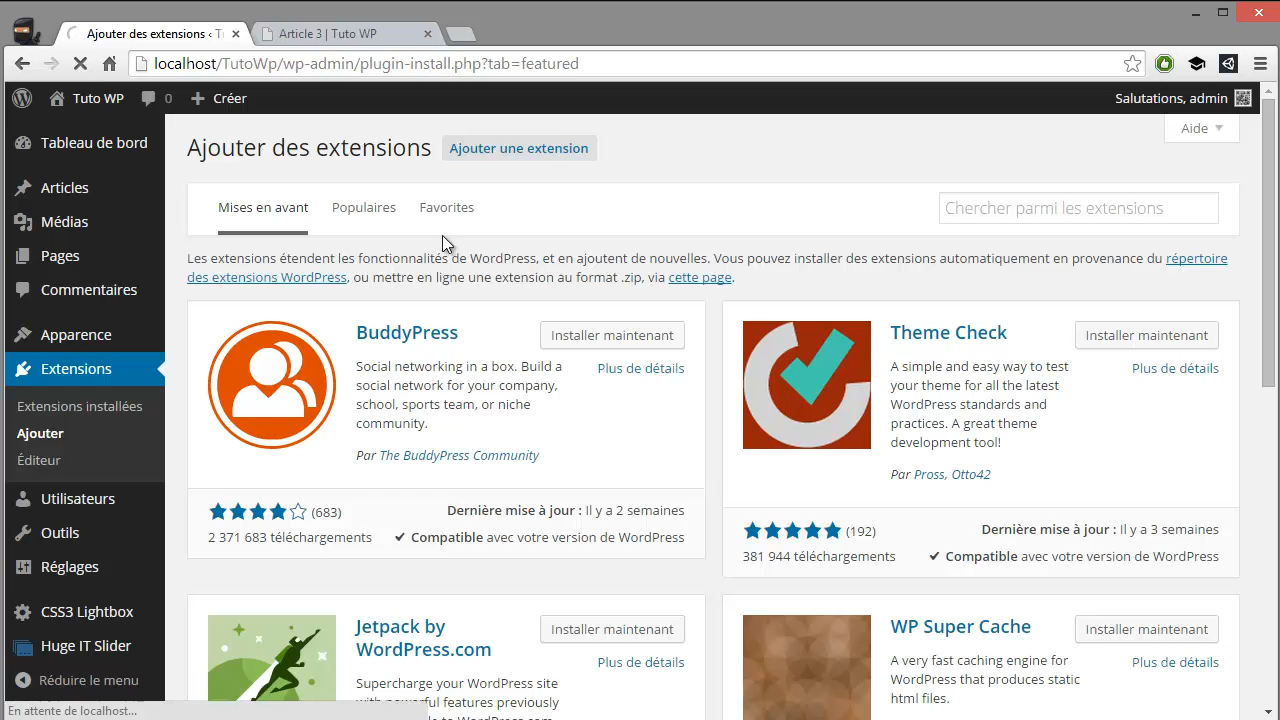 Ajouter des extensions ‹ T
Article 3 | Tuto WP
localhost/TutoWp/wp-admin/plugin-install.php?tab=featured
Tuto WP 0 Créer
Salutations, admin
Aide
Tableau de bord
Articles
Médias
Pages
Commentaires
Apparence
Extensions
Extensions installées
Ajouter
Éditeur
Utilisateurs
Outils
Réglages
CSS3 Lightbox
Huge IT Slider
Réduire le menu
En attente de localhost...
Ajouter des extensions
Ajouter une extension
Mises en avant Populaires Favorites
Chercher parmi les extensions
Les extensions étendent les fonctionnalités de WordPress, et en ajoutent de nouvelles. Vous pouvez installer des extensions automatiquement en provenance du répertoire
des extensions WordPress, ou mettre en ligne une extension au format .zip, via cette page.
BuddyPress
Installer maintenant
Plus de détails
Social networking in a box. Build a
social network for your company,
school, sports team, or niche
community.
Par The BuddyPress Community
(683)
Dernière mise à jour : Il y a 2 semaines
2 371 683 téléchargements
✔ Compatible avec votre version de WordPress
Theme Check
Installer maintenant
Plus de détails
A simple and easy way to test
your theme for all the latest
WordPress standards and
practices. A great theme
development tool!
Par Pross, Otto42
(192)
Dernière mise à jour : Il y a 3 semaines
381 944 téléchargements
✔ Compatible avec votre version de WordPress
Jetpack by
WordPress.com
Installer maintenant
Plus de détails
Supercharge your WordPress site
with powerful features previously
WordPress.com
WP Super Cache
Installer maintenant
Plus de détails
A very fast caching engine for
WordPress that produces static
html files.